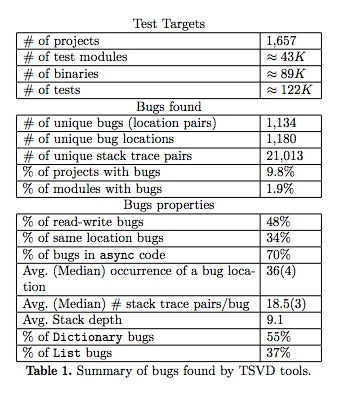 Test Targets
# of projects 1,657
# of test modules ≈ 43K
# of binaries ≈ 89K
# of tests ≈ 122K
Bugs found
# of unique bugs (location pairs) 1,134
# of unique bug locations 1,180
# of unique stack trace pairs 21,013
% of projects with bugs 9.8%
% of modules with bugs 1.9%
Bugs properties
% of read-write bugs 48%
% of same location bugs 34%
% of bugs in async code 70%
Avg. (Median) occurrence of a bug loca- 36(4)
tion
Avg. (Median) # stack trace pairs/bug 18.5(3)
Avg. Stack depth 9.1
% of Dictionary bugs 55%
% of List bugs 37%
Table 1. Summary of bugs found by TSVD tools.